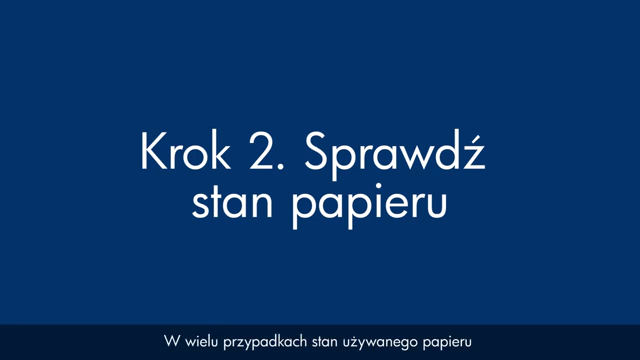 Krok 2. Sprawdź
stan papieru
W wielu przypadkach stan używanego papieru